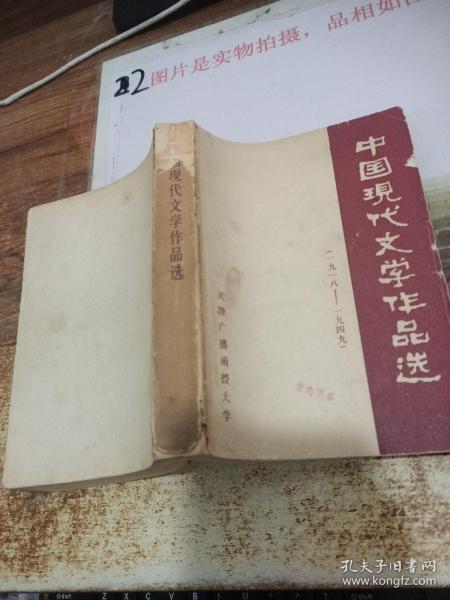 22图片是实物拍摄，品相如
中国現代文学作品选
(一九一八——一九四九)
天津广播函授大学
现代文学作品选
孔夫子旧书网
www.kongfz.com